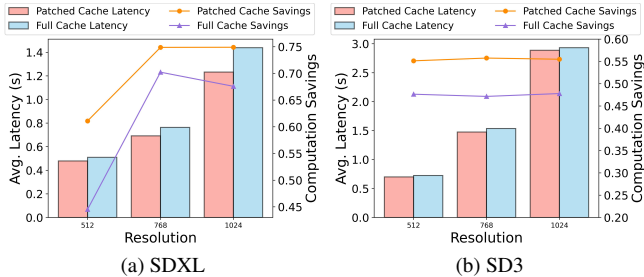 Patched Cache Latency
Patched Cache Savings
Full Cache Latency
Full Cache Savings
Avg. Latency (s)
1.4
1.2
1.0
0.8
0.6
0.4
0.2
0.0
512
768
1024
Resolution
0.75
0.70
0.65
0.60
0.55
0.50
0.45
Computation Savings
(a) SDXL
Patched Cache Latency
Patched Cache Savings
Full Cache Latency
Full Cache Savings
Avg. Latency (s)
3.0
2.5
2.0
1.5
1.0
0.5
0.0
512
768
1024
Resolution
0.60
0.55
0.50
0.45
0.40
0.35
0.30
0.25
0.20
Computation Savings
(b) SD3